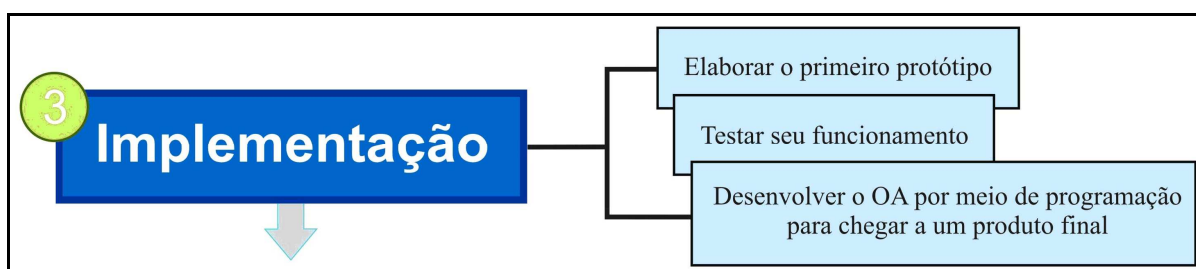 3
Implementação
Elaborar o primeiro protótipo
Testar seu funcionamento
Desenvolver o OA por meio de programação
para chegar a um produto final